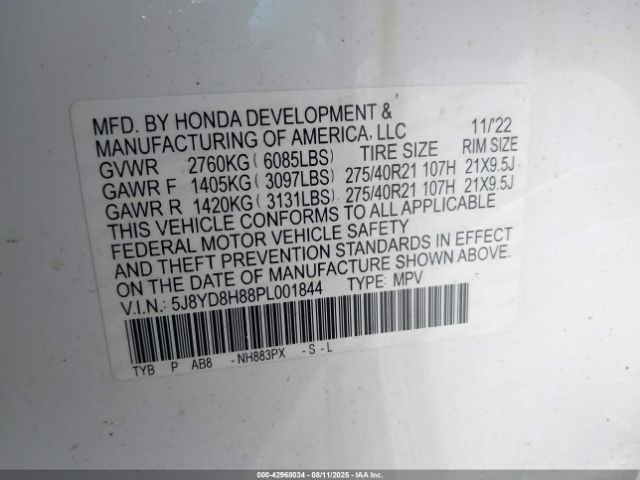 MFD. BY HONDA DEVELOPMENT & 11/'22
MANUFACTURING OF AMERICA, LLC
TIRE SIZE RIM SIZE
GVWR 2760KG ( 6085LBS)
GAWR F 1405KG ( 3097LBS) 275/40R21 107H 21X9.5J
GAWR R 1420KG ( 3131LBS) 275/40R21 107H 21X9.5J
THIS VEHICLE CONFORMS TO ALL APPLICABLE
FEDERAL MOTOR VEHICLE SAFETY
AND THEFT PREVENTION STANDARDS IN EFFECT
ON THE DATE OF MANUFACTURE SHOWN ABOVE.
V.I.N.: 5J8YD8H88PL001844 TYPE: MPV
TYB P AB8 -NH883PX -S-L
000-42968034 - 08/11/2025 - IAAI Inc.